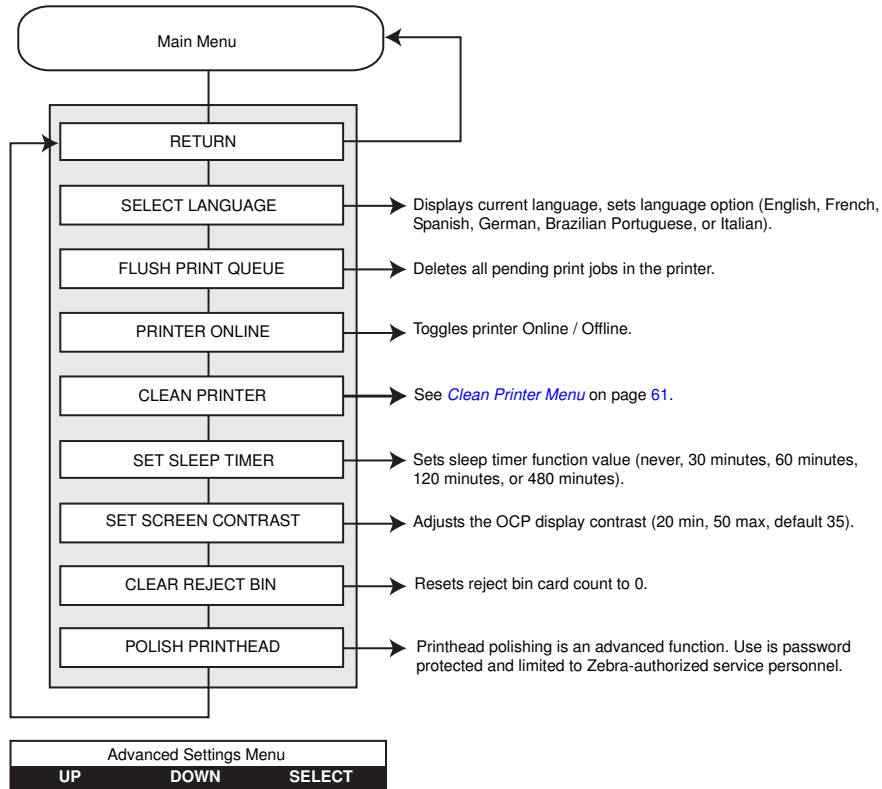 Main Menu
RETURN
SELECT LANGUAGE
Displays current language, sets language option (English, French,
Spanish, German, Brazilian Portuguese, or Italian).
FLUSH PRINT QUEUE
Deletes all pending print jobs in the printer.
PRINTER ONLINE
Toggles printer Online / Offline.
CLEAN PRINTER
See Clean Printer Menu on page 61.
SET SLEEP TIMER
Sets sleep timer function value (never, 30 minutes, 60 minutes,
120 minutes, or 480 minutes).
SET SCREEN CONTRAST
Adjusts the OCP display contrast (20 min, 50 max, default 35).
CLEAR REJECT BIN
Resets reject bin card count to 0.
POLISH PRINTHEAD
Printhead polishing is an advanced function. Use is password
protected and limited to Zebra-authorized service personnel.
Advanced Settings Menu
UP DOWN SELECT